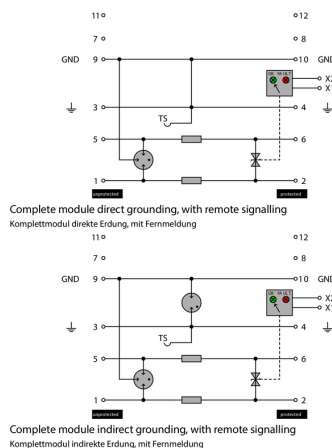 11 12
7 8
GND 9 10 GND
OK FAULT
X2
X1
3 4
TS
5 6
1 2
unprotected protected
Complete module direct grounding, with remote signalling
Komplettmodul direkte Erdung, mit Fernmeldung
11 12
7 8
GND 9 10 GND
OK FAULT
X2
X1
3 4
TS
5 6
1 2
unprotected protected
Complete module indirect grounding, with remote signalling
Komplettmodul indirekte Erdung, mit Fernmeldung